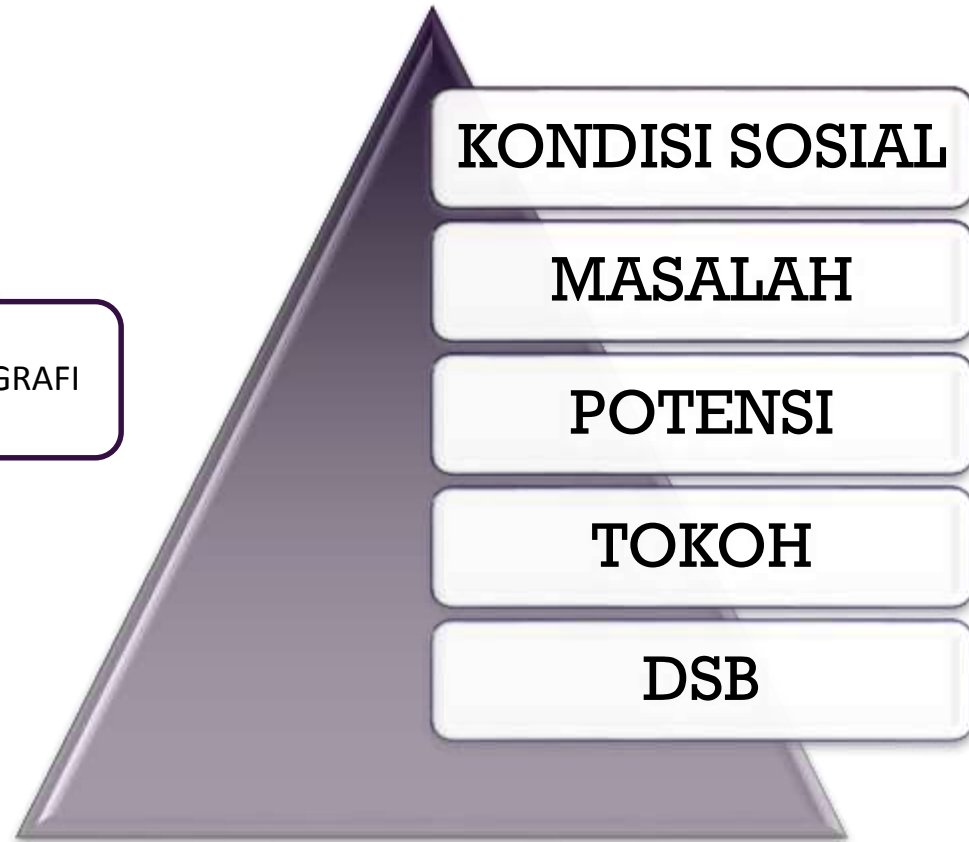 GRAFI
KONDISI SOSIAL
MASALAH
POTENSI
TOKOH
DSB